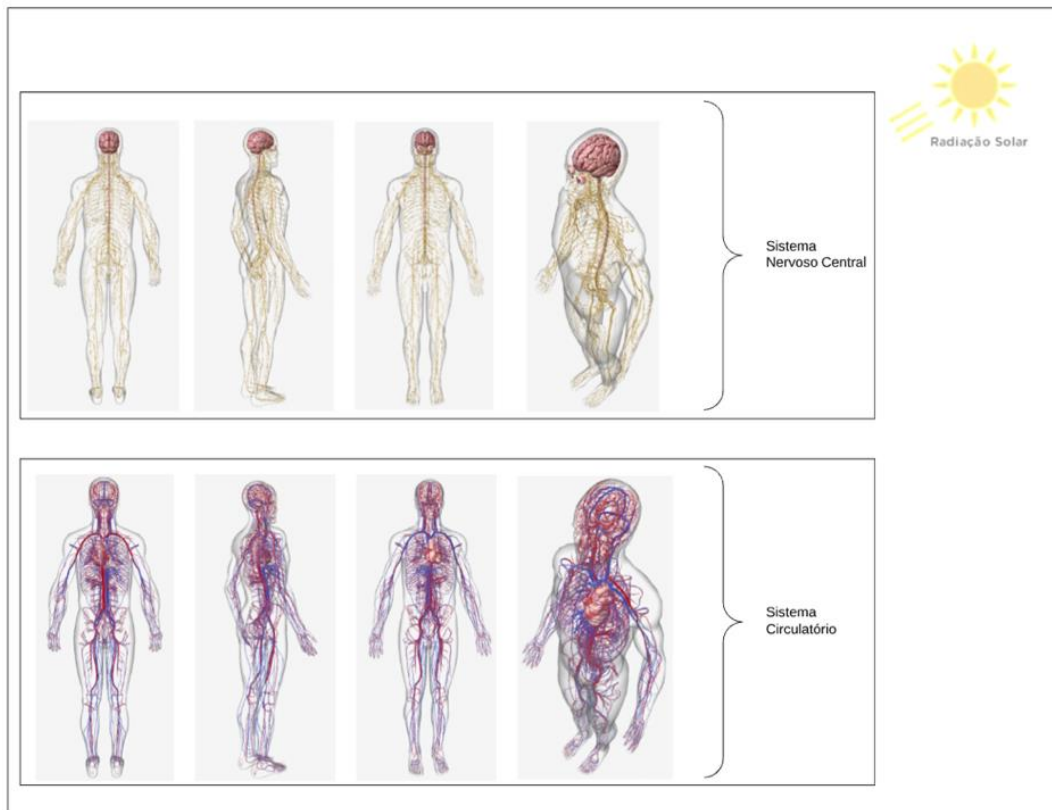 Radiação Solar
Sistema
Nervoso Central
Sistema
Circulatório